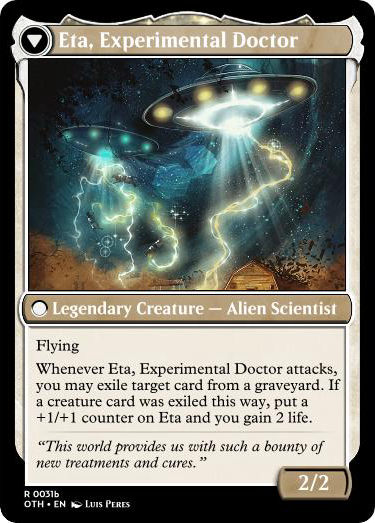 Eta, Experimental Doctor
Legendary Creature — Alien Scientist
Flying
Whenever Eta, Experimental Doctor attacks,
you may exile target card from a graveyard. If
a creature card was exiled this way, put a
+1/+1 counter on Eta and you gain 2 life.
“This world provides us with such a bounty of
new treatments and cures.”
2/2
R 0031b
OTH • EN Luis Peres